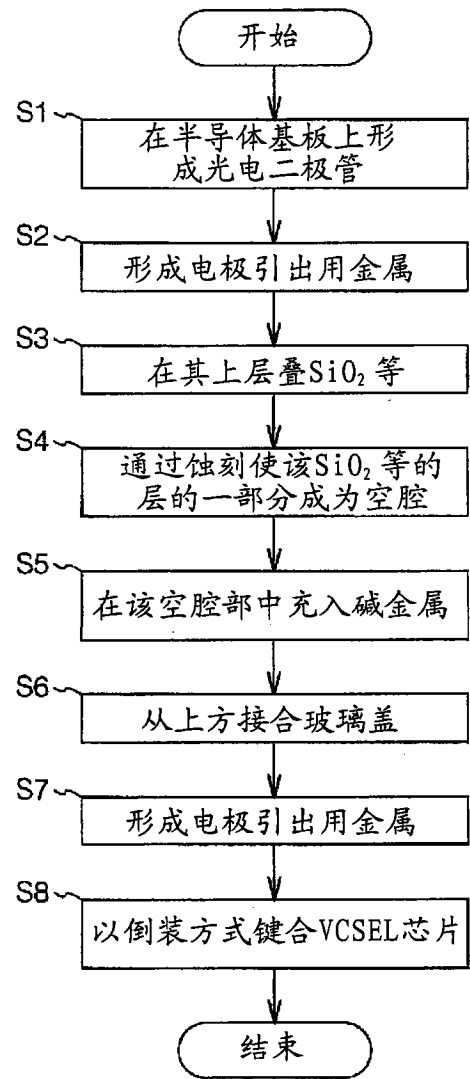 开始
S1
在半导体基板上形
成光电二极管
S2
形成电极引出用金属
S3
在其上层叠SiO₂等
S4
通过蚀刻使该SiO₂等的
层的一部分成为空腔
S5
在该空腔部中充入碱金属
S6
从上方接合玻璃盖
S7
形成电极引出用金属
S8
以倒装方式键合VCSEL芯片
结束